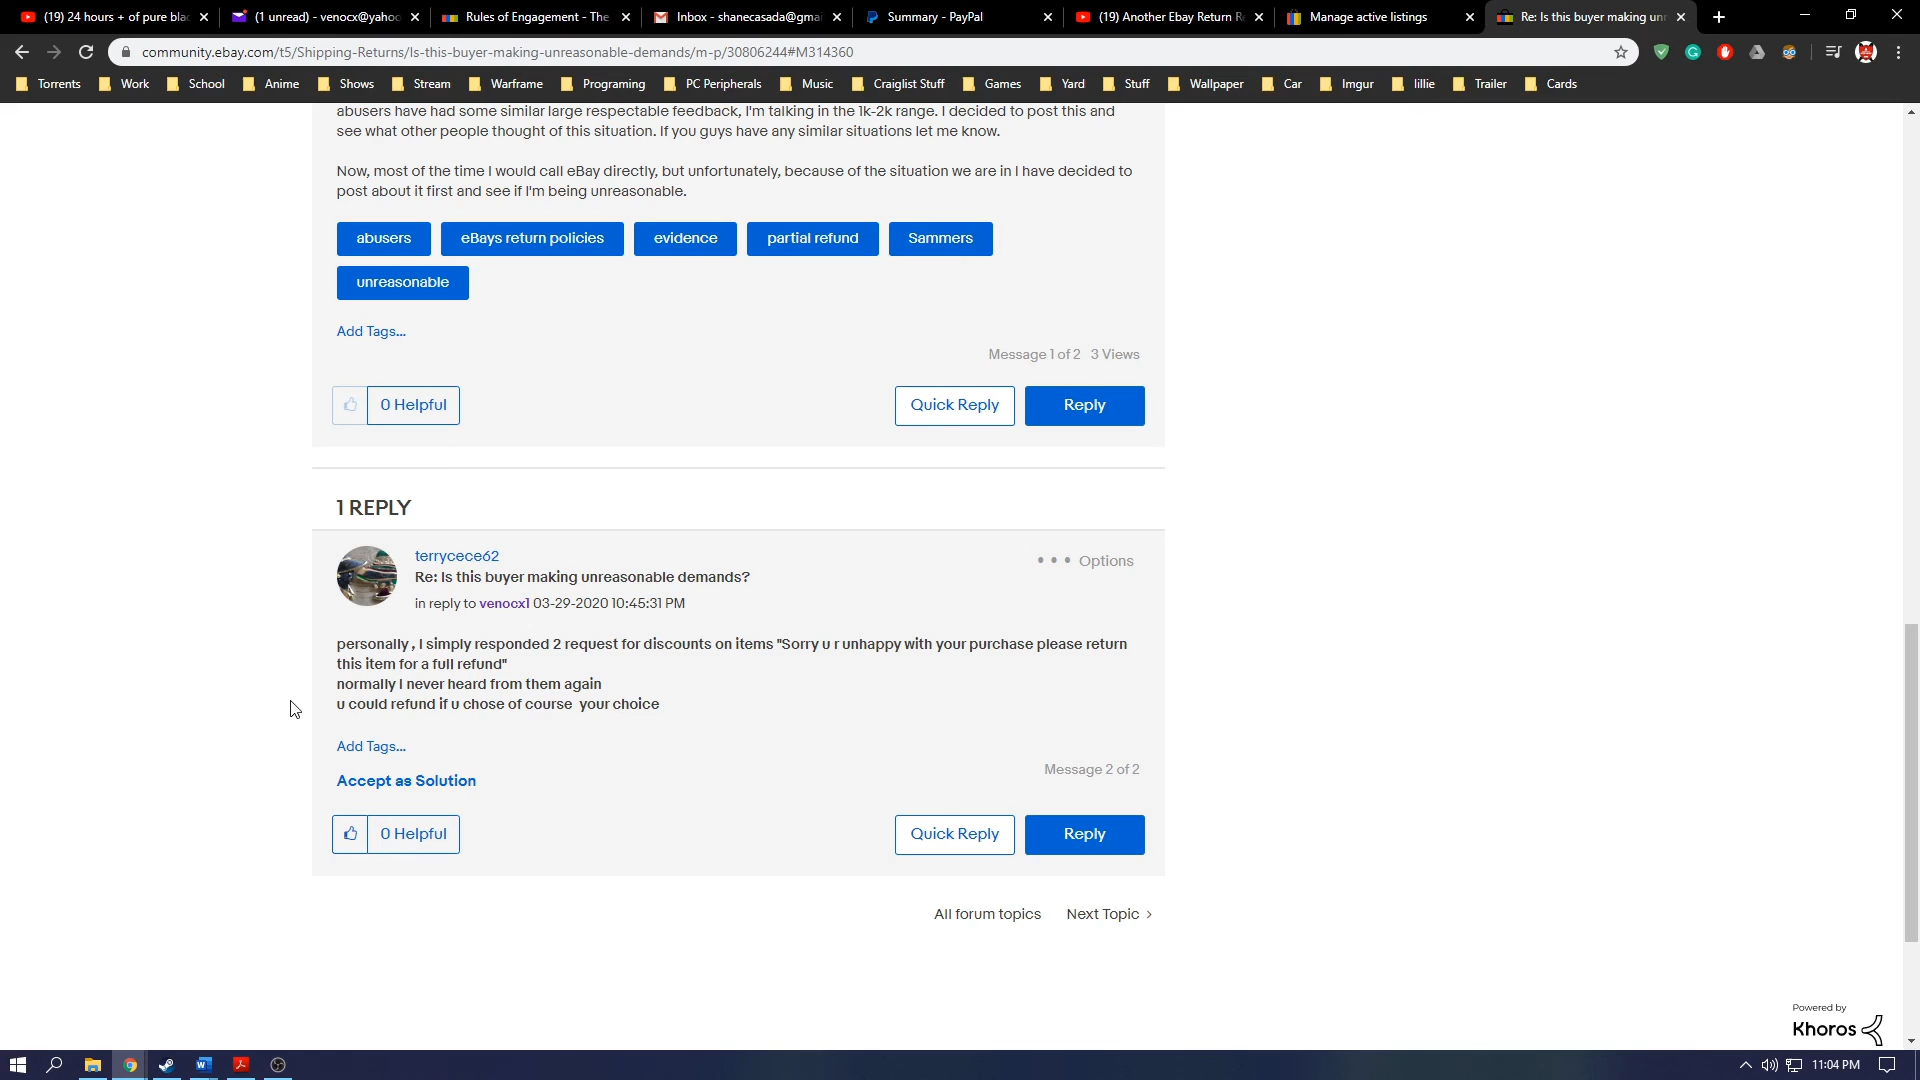 (19) 24 hours + of pure bla
(1 unread) - venocx@yahoo
Rules of Engagement - The
Inbox - shanecasada@gmai
Summary - PayPal
(19) Another Ebay Return R
Manage active listings
Re: Is this buyer making unr
community.ebay.com/t5/Shipping-Returns/Is-this-buyer-making-unreasonable-demands/m-p/30806244#M314360
Torrents Work School Anime Shows Stream Warframe Programing PC Peripherals Music Craiglist Stuff Games Yard Stuff Wallpaper Car Imgur lillie Trailer Cards
abusers have had some similar large respectable feedback, I'm talking in the 1k-2k range. I decided to post this and
see what other people thought of this situation. If you guys have any similar situations let me know.
Now, most of the time I would call eBay directly, but unfortunately, because of the situation we are in I have decided to
post about it first and see if I'm being unreasonable.
abusers eBays return policies evidence partial refund Sammers
unreasonable
Add Tags...
Message 1 of 2 3 Views
0 Helpful Quick Reply Reply
1 REPLY
terrycece62
Options
Re: Is this buyer making unreasonable demands?
in reply to venocx1 03-29-2020 10:45:31 PM
personally , I simply responded 2 request for discounts on items "Sorry u r unhappy with your purchase please return
this item for a full refund"
normally I never heard from them again
u could refund if u chose of course your choice
Add Tags...
Message 2 of 2
Accept as Solution
0 Helpful Quick Reply Reply
All forum topics Next Topic >
Powered by
Khoros
11:04 PM